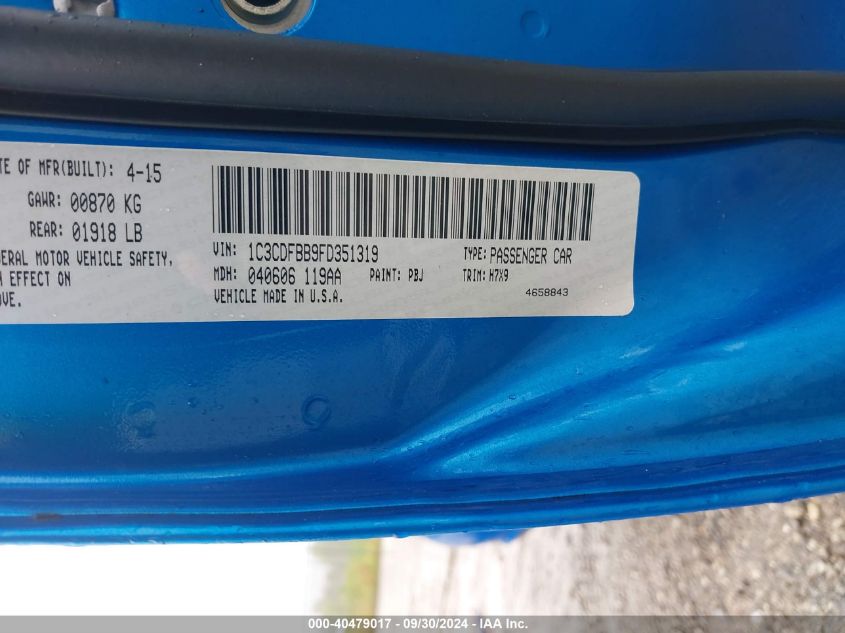 TE OF MFR(BUILT): 4-15
GAWR: 00870 KG
REAR: 01918 LB
ERAL MOTOR VEHICLE SAFETY,
EFFECT ON
OVE.
VIN: 1C3CDFBB9FD351319 TYPE: PASSENGER CAR
MDH: 040606 119AA PAINT: PBJ TRIM: H7X9
VEHICLE MADE IN U.S.A. 4658843
000-40479017 - 09/30/2024 - IAA Inc.